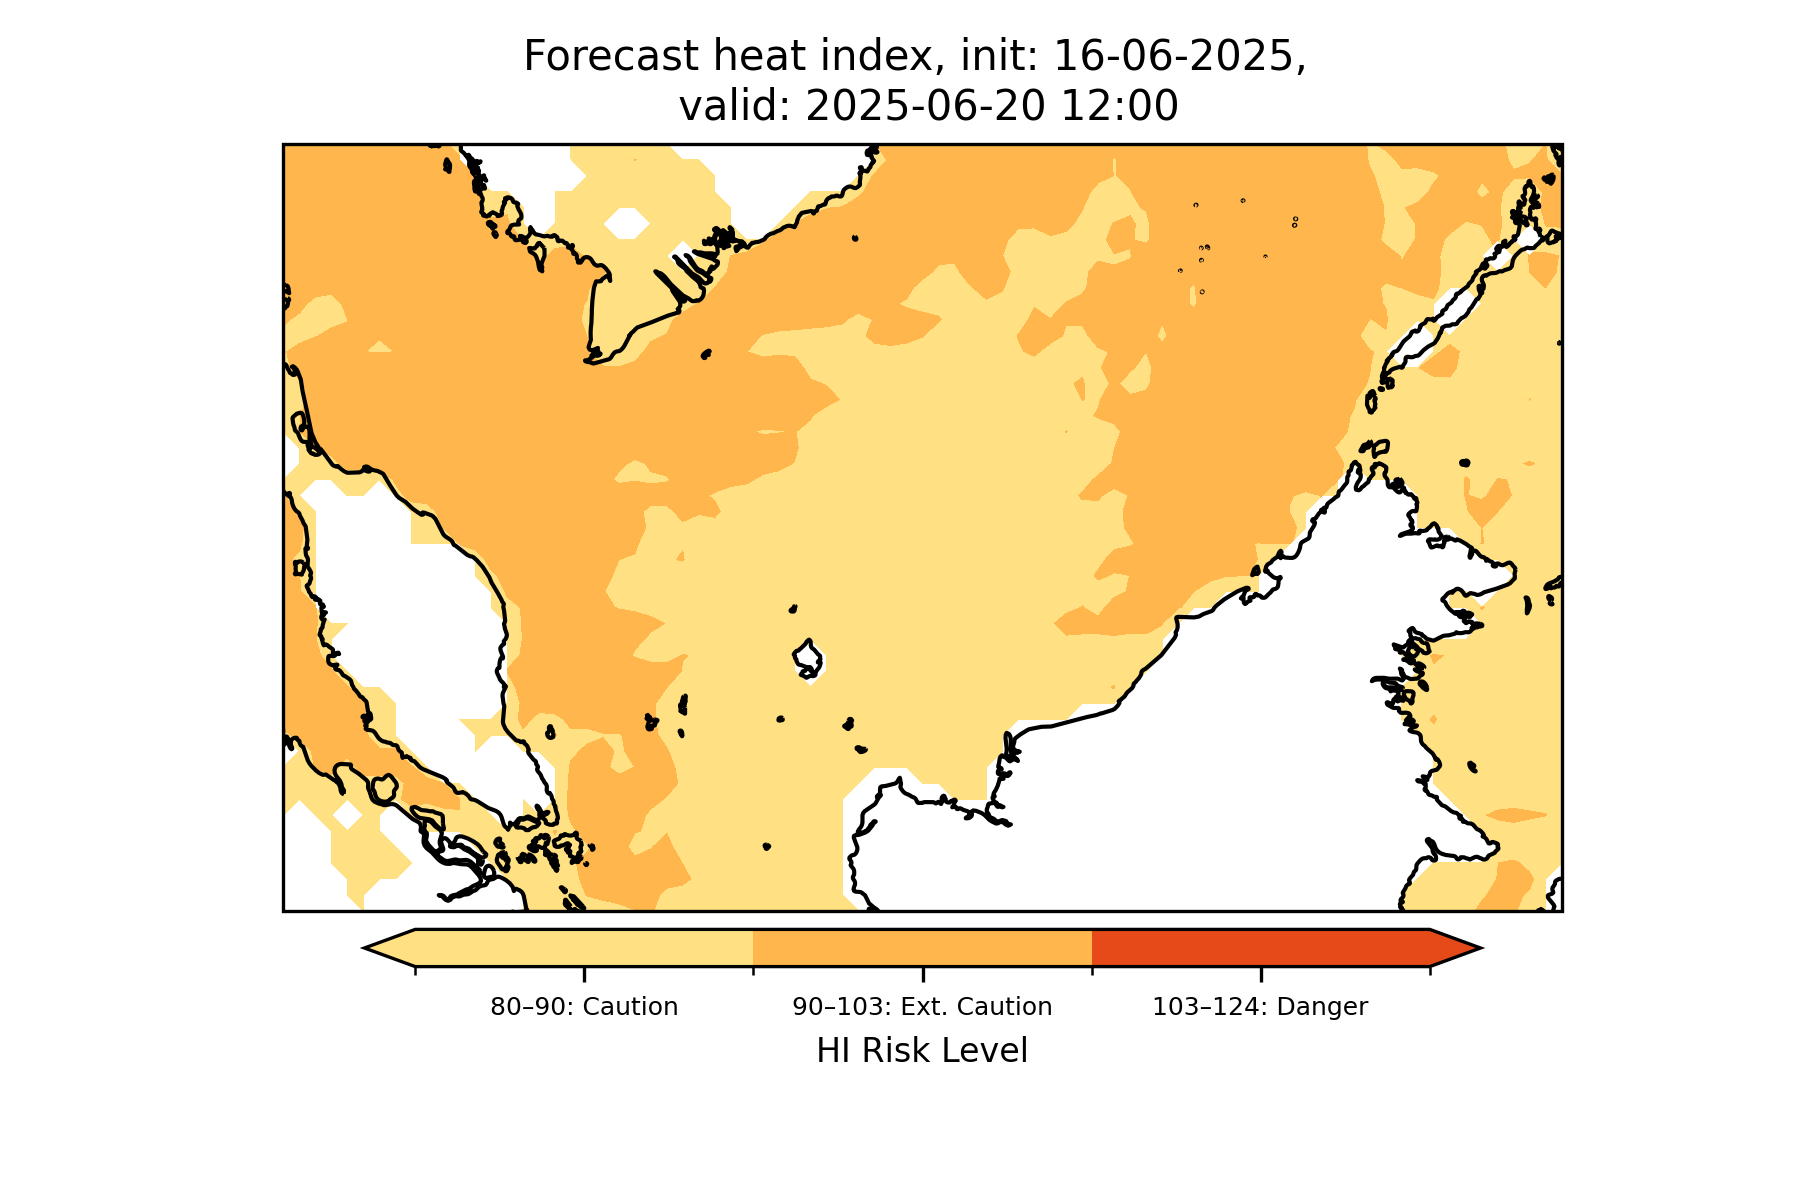 Forecast heat index, init: 16-06-2025,
valid: 2025-06-20 12:00
80–90: Caution
90–103: Ext. Caution
103–124: Danger
HI Risk Level